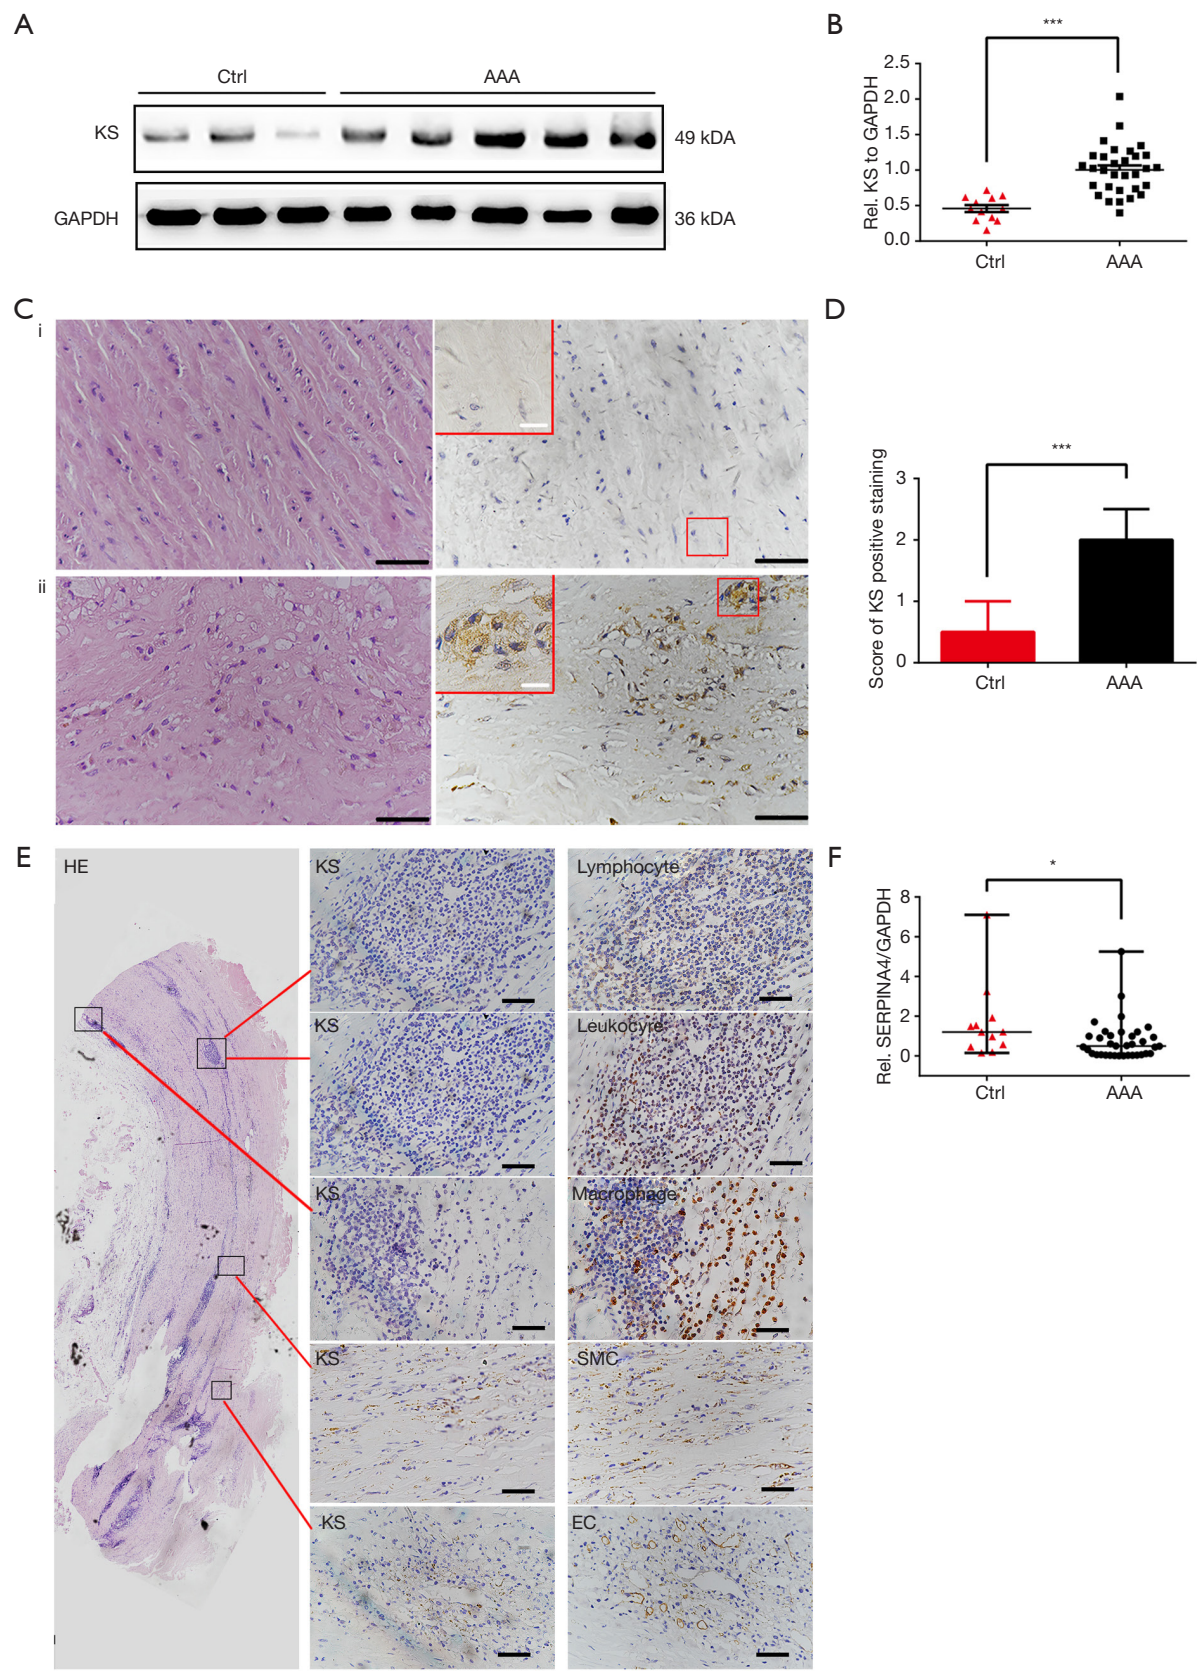 A
Ctrl
AAA
KS
49 kDA
GAPDH
36 kDA
B
***
Rel. KS to GAPDH
2.5
2.0
1.5
1.0
0.5
0.0
Ctrl
AAA
C
i
ii
D
***
Score of KS positive staining
3
2
1
0
Ctrl
AAA
E
HE
KS
Lymphocyte
KS
Leukocyre
KS
Macrophage
KS
SMC
KS
EC
F
*
Rel. SERPINA4/GAPDH
8
6
4
2
0
Ctrl
AAA